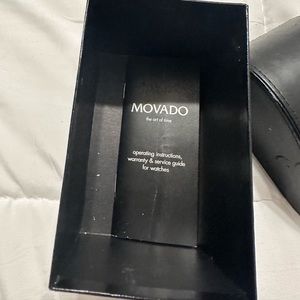 MOVADO
the art of time
operating instructions,
warranty & service guide
for watches